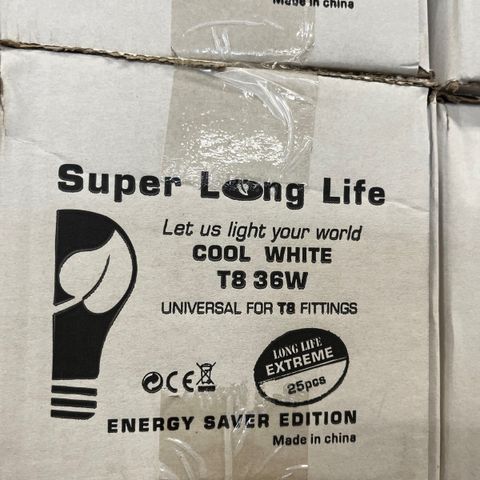 Made in china
Super Long Life
Let us light your world
COOL WHITE
T8 36W
UNIVERSAL FOR T8 FITTINGS
LONG LIFE
EXTREME
25pcs
CE
ENERGY SAVER EDITION
Made in china